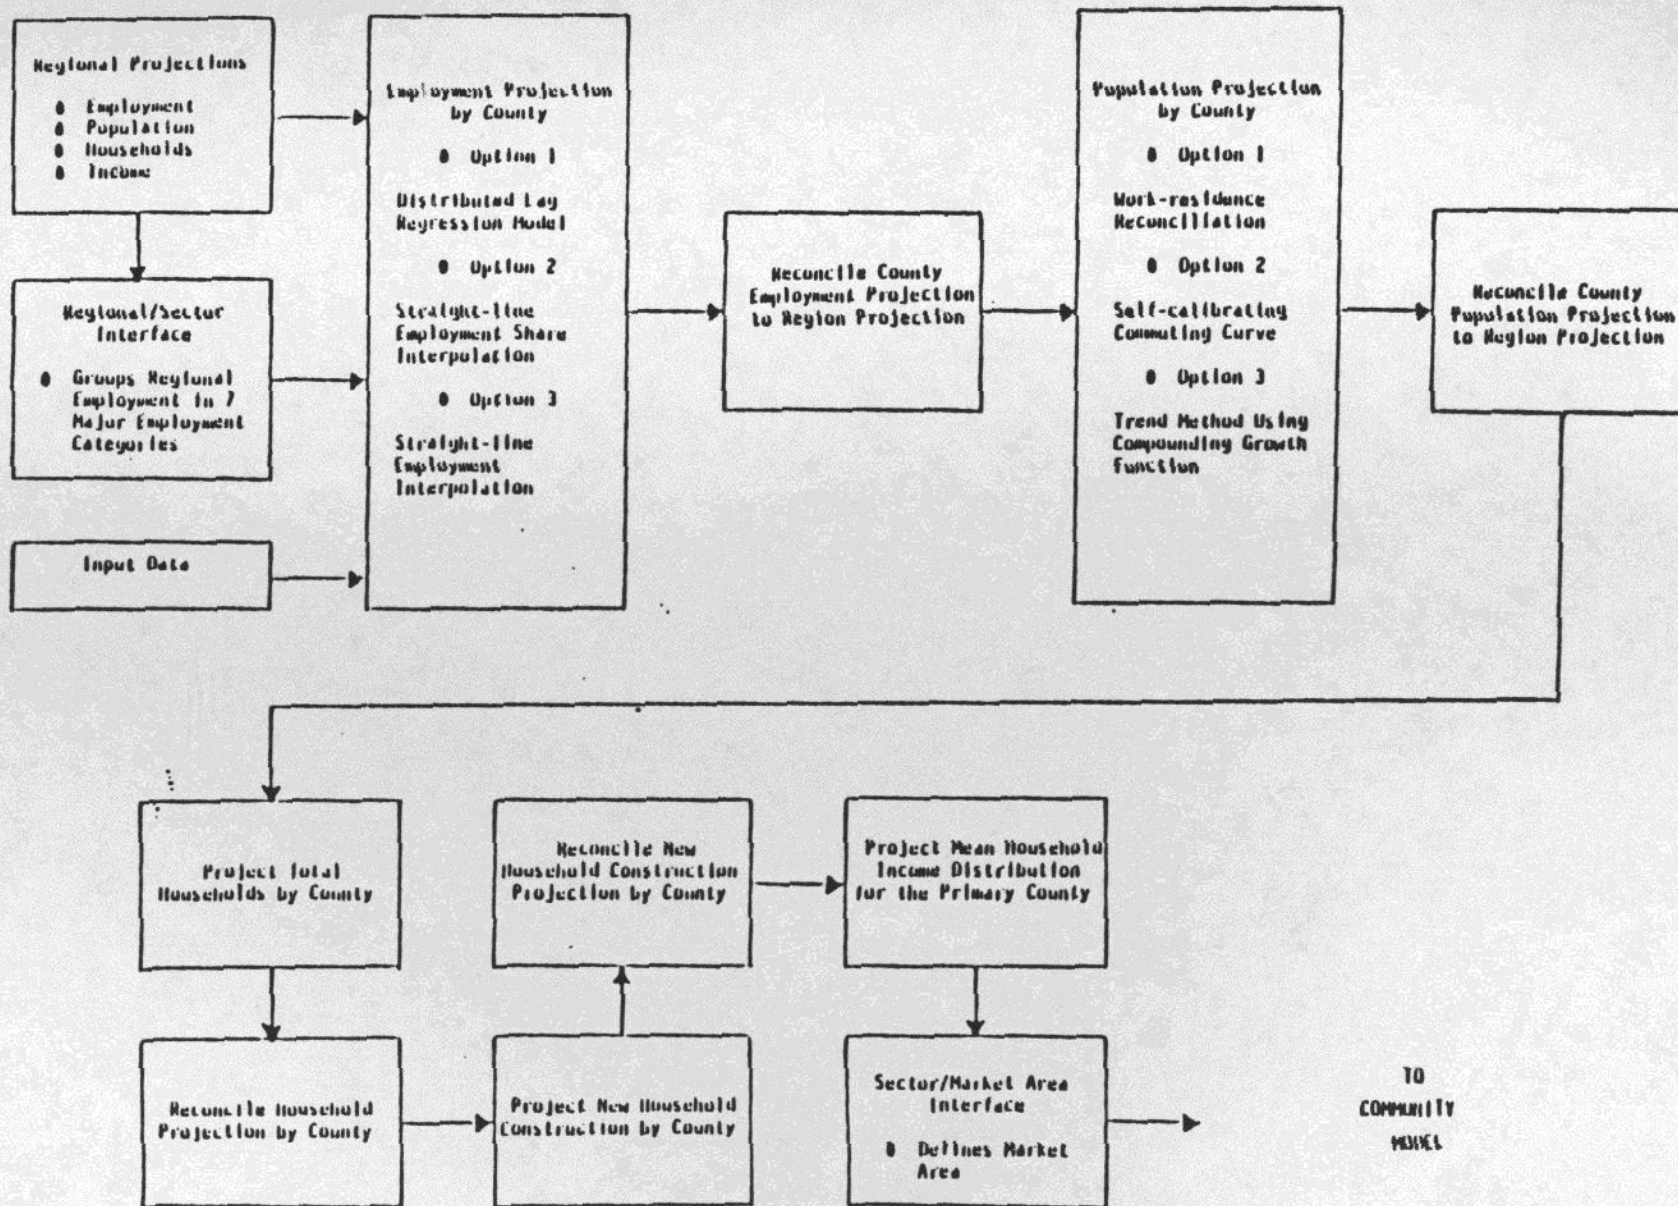 Regional Projections
● Employment
● Population
● Households
● Income
Regional/Sector
Interface
● Groups Regional
Employment in 7
Major Employment
Categories
Input Data
Employment Projection
by County
● Option 1
Distributed Lag
Regression Model
● Option 2
Straight-line
Employment Share
Interpolation
● Option 3
Straight-line
Employment
Interpolation
Reconcile County
Employment Projection
to Region Projection
Population Projection
by County
● Option 1
Work-residence
Reconciliation
● Option 2
Self-calibrating
Commuting Curve
● Option 3
Trend Method Using
Compounding Growth
Function
Reconcile County
Population Projection
to Region Projection
Project Total
Households by County
Reconcile Household
Projection by County
Project New Household
Construction by County
Reconcile New
Household Construction
Projection by County
Project Mean Household
Income Distribution
for the Primary County
Sector/Market Area
Interface
● Defines Market
Area
TO
COMMUNITY
MODEL